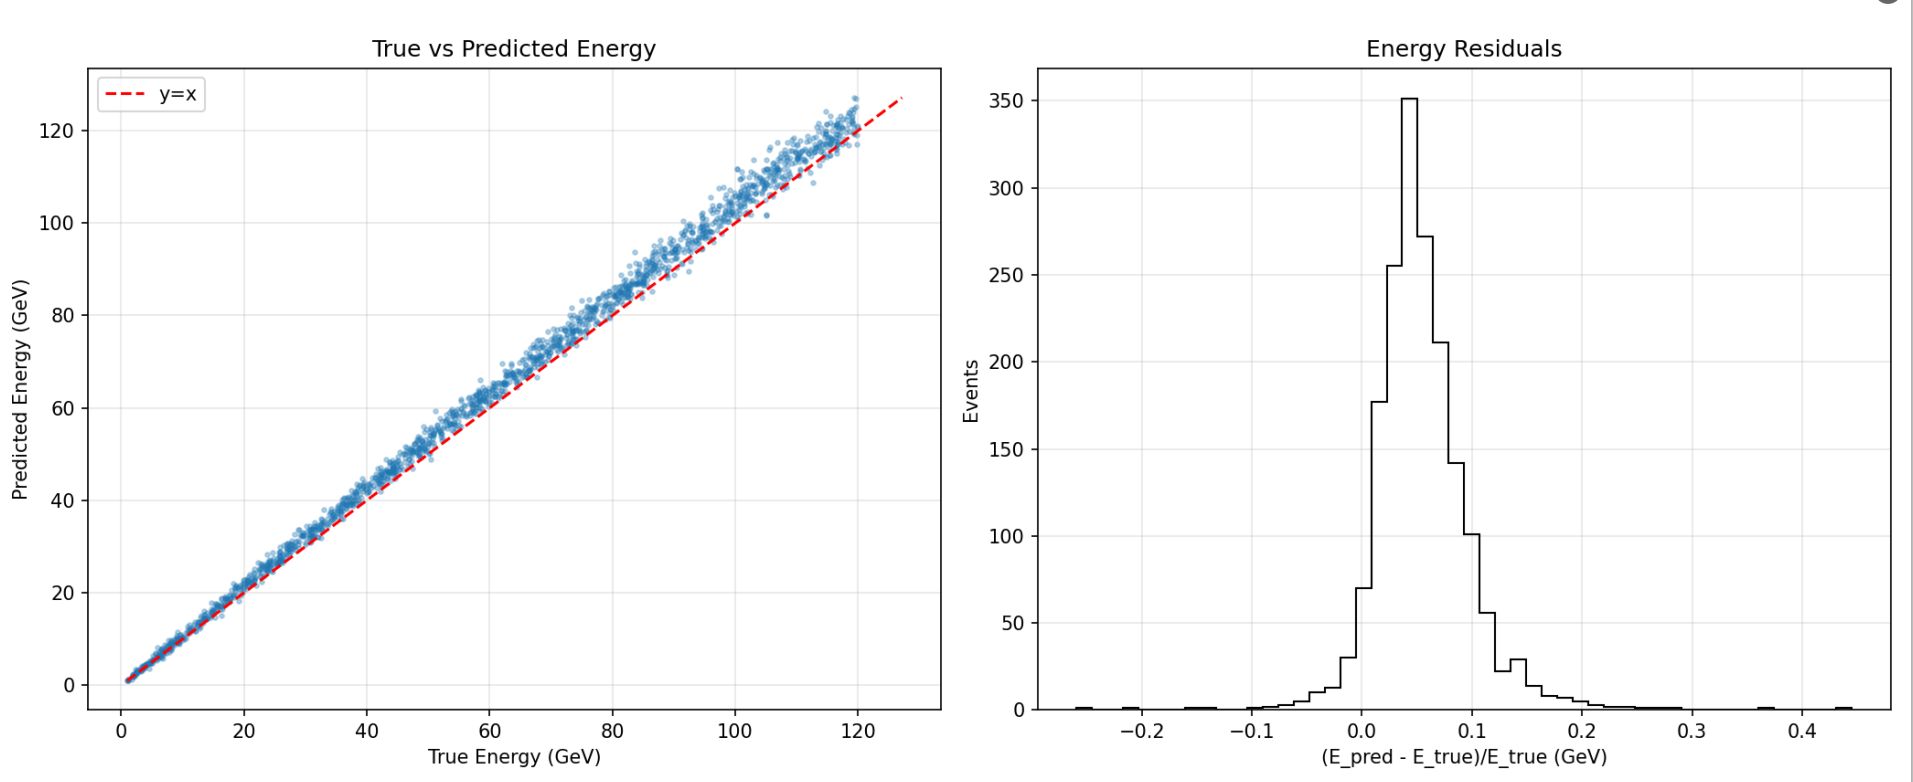 True vs Predicted Energy
y=x
Predicted Energy (GeV)
120
100
80
60
40
20
0
0 20 40 60 80 100 120
True Energy (GeV)
Energy Residuals
Events
350
300
250
200
150
100
50
0
−0.2 −0.1 0.0 0.1 0.2 0.3 0.4
(E_pred - E_true)/E_true (GeV)